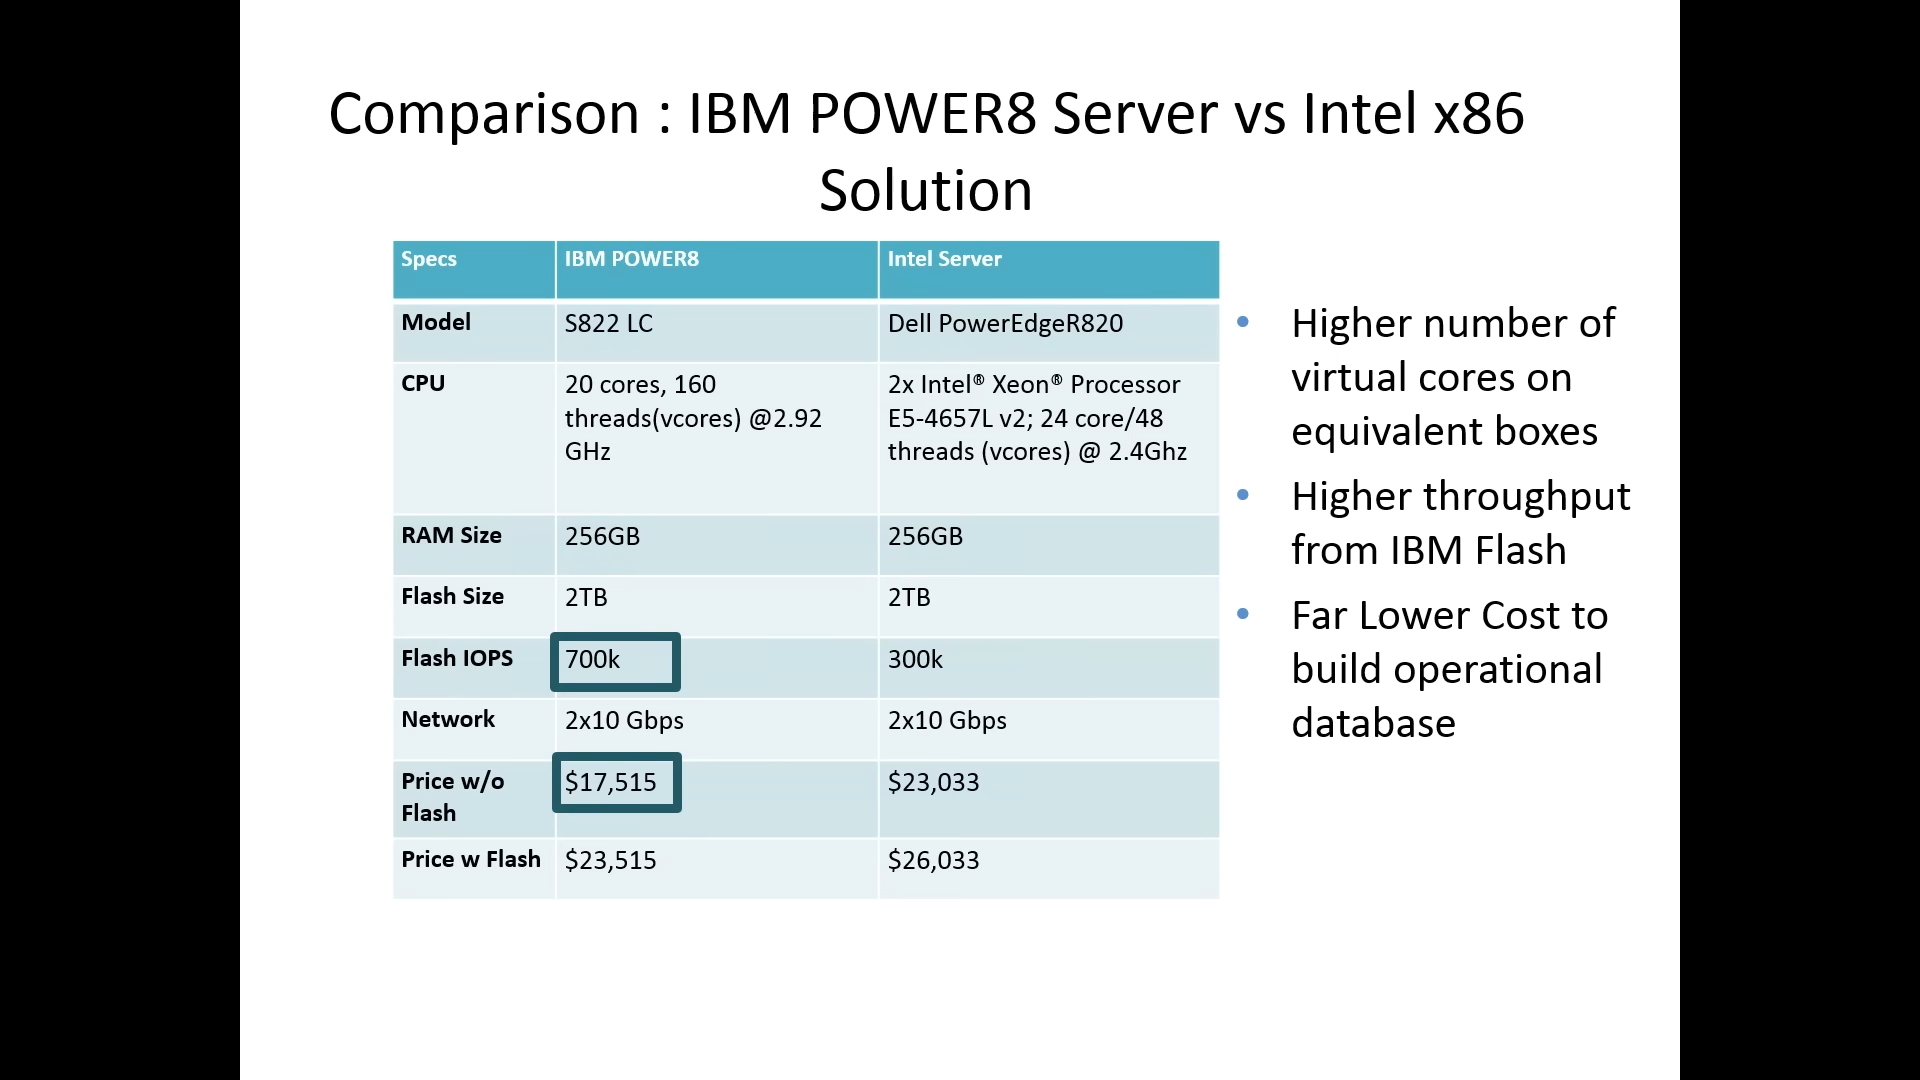 Comparison : IBM POWER8 Server vs Intel x86
Solution
Specs IBM POWER8 Intel Server
Model S822 LC Dell PowerEdgeR820
CPU 20 cores, 160 2x Intel® Xeon® Processor
threads(vcores) @2.92 E5-4657L v2; 24 core/48
GHz threads (vcores) @ 2.4Ghz
RAM Size 256GB 256GB
Flash Size 2TB 2TB
Flash IOPS 700k 300k
Network 2x10 Gbps 2x10 Gbps
Price w/o $17,515 $23,033
Flash
Price w Flash $23,515 $26,033
• Higher number of
virtual cores on
equivalent boxes
• Higher throughput
from IBM Flash
• Far Lower Cost to
build operational
database